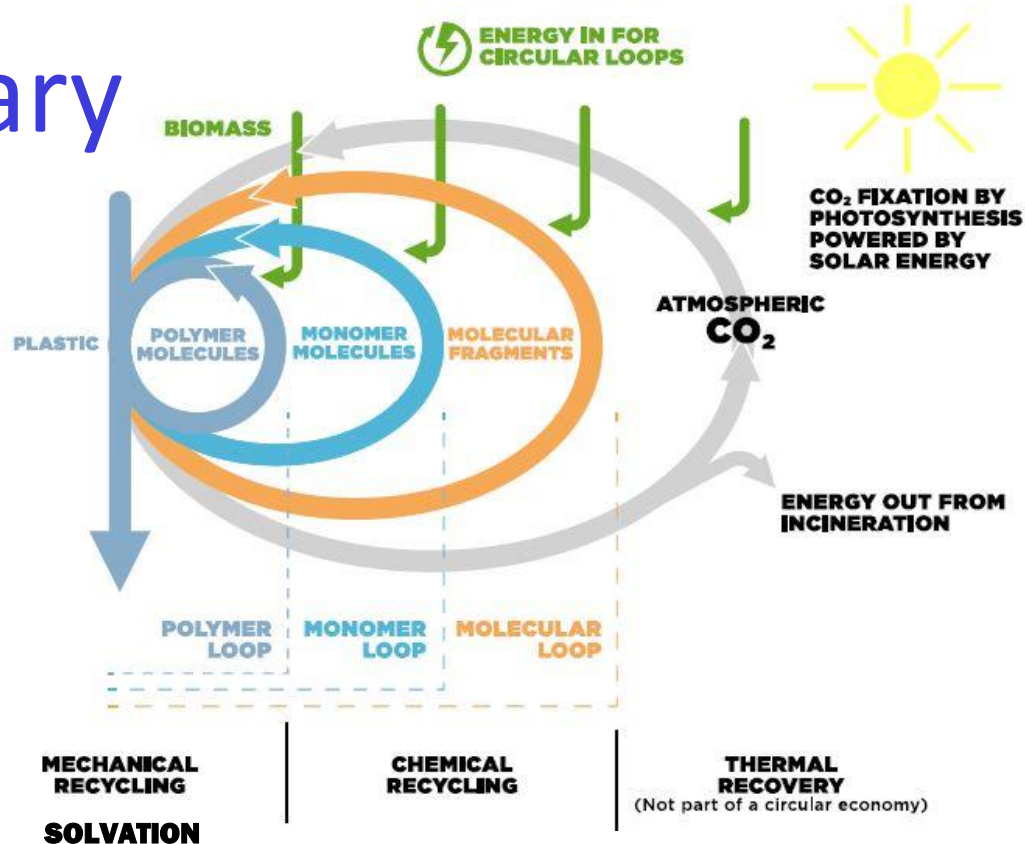 ary
ENERGY IN FOR
CIRCULAR LOOPS
BIOMASS
CO₂ FIXATION BY
PHOTOSYNTHESIS
POWERED BY
SOLAR ENERGY
ATMOSPHERIC
CO₂
PLASTIC
POLYMER
MOLECULES
MONOMER
MOLECULES
MOLECULAR
FRAGMENTS
ENERGY OUT FROM
INCINERATION
POLYMER
LOOP
MONOMER
LOOP
MOLECULAR
LOOP
MECHANICAL
RECYCLING
SOLVATION
CHEMICAL
RECYCLING
THERMAL
RECOVERY
(Not part of a circular economy)